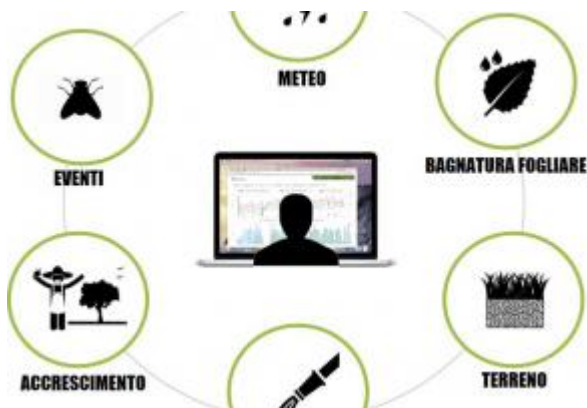 METEO
BAGNATURA FOGLIARE
EVENTI
ACCRESCIMENTO
TERRENO